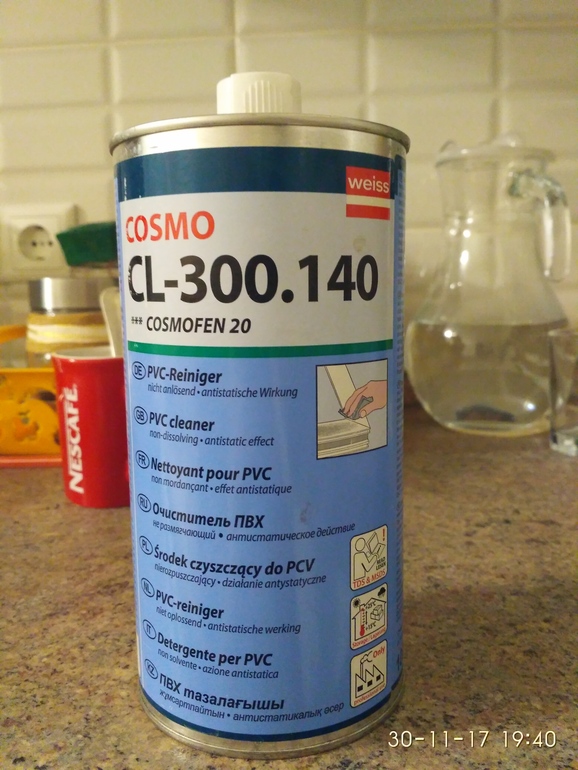 weiss
COSMO
CL-300.140
*** COSMOFEN 20
DE PVC-Reiniger
nicht anlösend • antistatische Wirkung
GB PVC cleaner
non-dissolving • antistatic effect
FR Nettoyant pour PVC
non mordançant • effet antistatique
RU Очиститель ПВХ
не размягчающий • антистатическое действие
PL Środek czyszczący do PCV
nierozpuszczający • działanie antystatyczne
NL PVC-reiniger
niet oplossend • antistatische werking
IT Detergente per PVC
non solvente • azione antistatica
KZ ПВХ тазалағышы
жұмсартпайтын • антистатикалық әсер
TDS & MSDS
Only
NESCAFÉ
30-11-17 19:40